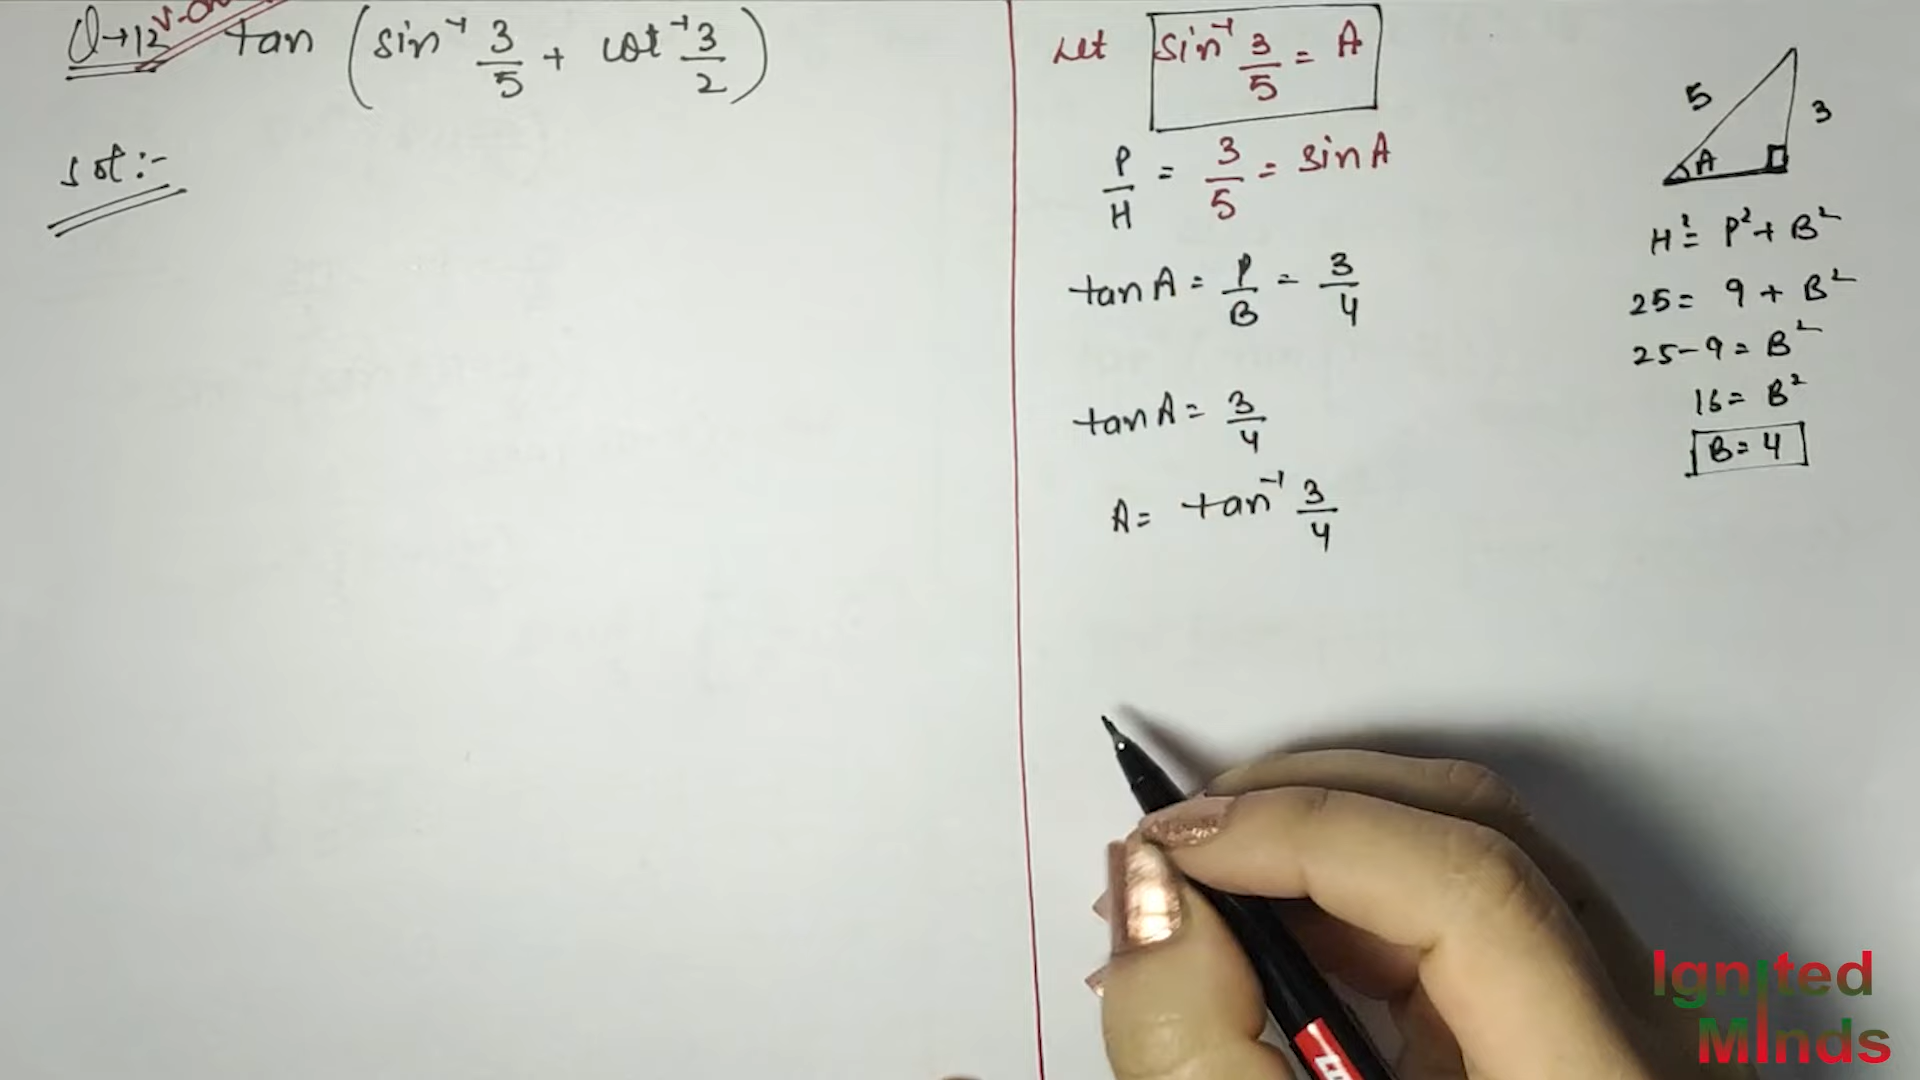 Q→12 tan (sin⁻¹ 3/5 + cot⁻¹ 3/2)
Sol:-
Let sin⁻¹ 3/5 = A
P/H = 3/5 = sin A
tan A = P/B = 3/4
tan A = 3/4
A = tan⁻¹ 3/4
5
3
A
H² = P² + B²
25 = 9 + B²
25-9 = B²
16 = B²
B = 4
Ignited
Minds